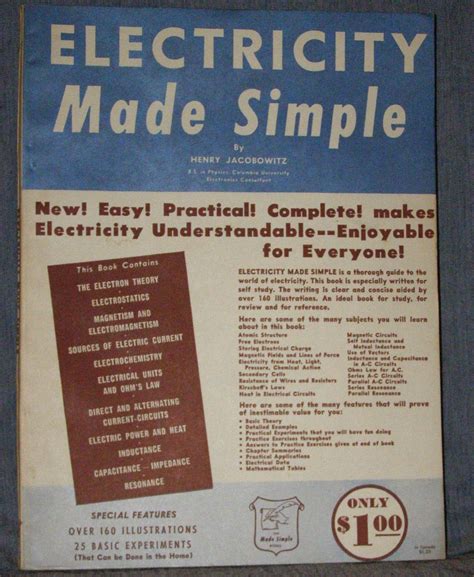 ELECTRICITY
Made Simple
By
HENRY JACOBOWITZ
B.S. in Physics, Columbia University
Electronics Consultant
New! Easy! Practical! Complete! makes
Electricity Understandable--Enjoyable
for Everyone!
This Book Contains
THE ELECTRON THEORY
ELECTROSTATICS
MAGNETISM AND
ELECTROMAGNETISM
SOURCES OF ELECTRIC CURRENT
ELECTROCHEMISTRY
ELECTRICAL UNITS
AND OHM'S LAW
DIRECT AND ALTERNATING
CURRENT-CIRCUITS
ELECTRIC POWER AND HEAT
INDUCTANCE
CAPACITANCE - IMPEDANCE
RESONANCE
ELECTRICITY MADE SIMPLE is a thorough guide to the
world of electricity. This book is especially written for
self study. The writing is clear and concise aided by
over 160 illustrations. An ideal book for study, for
review and for reference.
Here are some of the many subjects you will learn
about in this book:
Atomic Structure
Free Electrons
Storing Electrical Charge
Magnetic Fields and Lines of Force
Electricity from Heat, Light,
Pressure, Chemical Action
Secondary Cells
Resistance of Wires and Resistors
Kirchoff's Laws
Heat in Electrical Circuits
Magnetic Circuits
Self Inductance and
Mutual Inductance
Use of Vectors
Inductance and Capacitance
in A-C Circuits
Ohms Law for A.C.
Series A-C Circuits
Parallel A-C Circuits
Series Resonance
Parallel Resonance
Here are some of the many features that will prove
of inestimable value for you:
• Basic Theory
• Detailed Examples
• Practical Experiments that you will have fun doing
• Practice Exercises throughout
• Answers to Practice Exercises given at end of book
• Chapter Summaries
• Practical Applications
• Electrical Data
• Mathematical Tables
SPECIAL FEATURES
OVER 160 ILLUSTRATIONS
25 BASIC EXPERIMENTS
(That Can be Done in the Home)
Made Simple
ONLY
$1.00